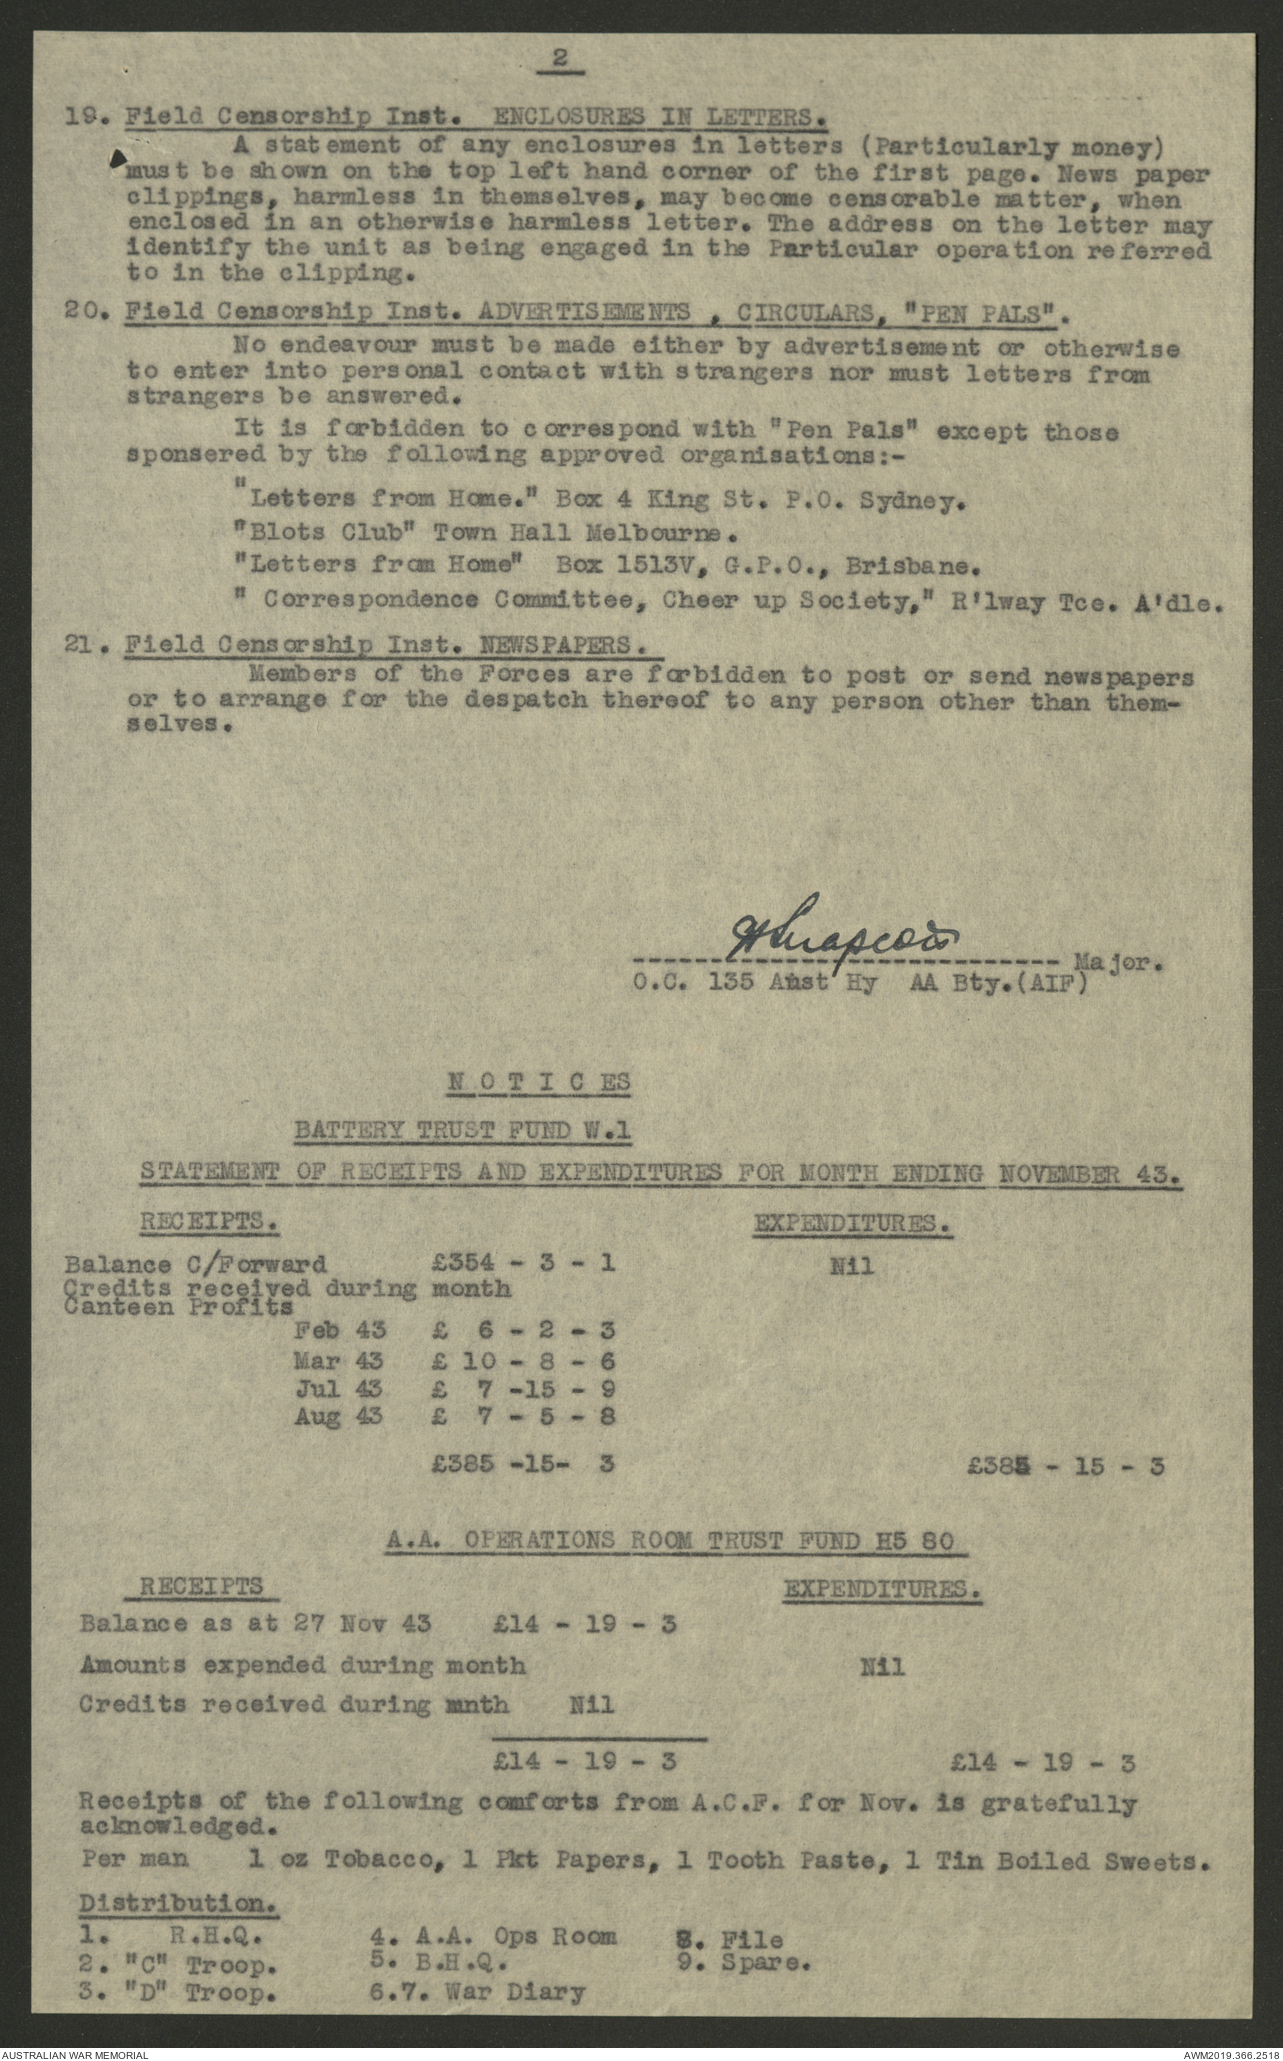 2
19. Field Censorship Inst. ENCLOSURES IN LETTERS.
A statement of any enclosures in letters (Particularly money)
must be shown on the top left hand corner of the first page. News paper
clippings, harmless in themselves, may become censorable matter, when
enclosed in an otherwise harmless letter. The address on the letter may
identify the unit as being engaged in the Particular operation referred
to in the clipping.
20. Field Censorship Inst. ADVERTISEMENTS , CIRCULARS, "PEN PALS".
No endeavour must be made either by advertisement or otherwise
to enter into personal contact with strangers nor must letters from
strangers be answered.
It is forbidden to correspond with "Pen Pals" except those
sponsered by the following approved organisations:-
"Letters from Home." Box 4 King St. P.O. Sydney.
"Blots Club" Town Hall Melbourne.
"Letters from Home" Box 1513V, G.P.O., Brisbane.
" Correspondence Committee, Cheer up Society," R'lway Tce. A'dle.
21. Field Censorship Inst. NEWSPAPERS.
Members of the Forces are forbidden to post or send newspapers
or to arrange for the despatch thereof to any person other than them-
selves.
---------------------------- Major.
O.C. 135 Aust Hy AA Bty.(AIF)
N O T I C ES
BATTERY TRUST FUND W.1
STATEMENT OF RECEIPTS AND EXPENDITURES FOR MONTH ENDING NOVEMBER 43.
RECEIPTS. EXPENDITURES.
Balance C/Forward £354 - 3 - 1 Nil
Credits received during month
Canteen Profits
Feb 43 £ 6 - 2 - 3
Mar 43 £ 10 - 8 - 6
Jul 43 £ 7 -15 - 9
Aug 43 £ 7 - 5 - 8
£385 -15- 3 £385 - 15 - 3
A.A. OPERATIONS ROOM TRUST FUND H5 80
RECEIPTS EXPENDITURES.
Balance as at 27 Nov 43 £14 - 19 - 3
Amounts expended during month Nil
Credits received during mnth Nil
£14 - 19 - 3 £14 - 19 - 3
Receipts of the following comforts from A.C.F. for Nov. is gratefully
acknowledged.
Per man 1 oz Tobacco, 1 Pkt Papers, 1 Tooth Paste, 1 Tin Boiled Sweets.
Distribution.
1. R.H.Q. 4. A.A. Ops Room 8. File
2. "C" Troop. 5. B.H.Q. 9. Spare.
3. "D" Troop. 6.7. War Diary
AUSTRALIAN WAR MEMORIAL AWM2019.366.2518